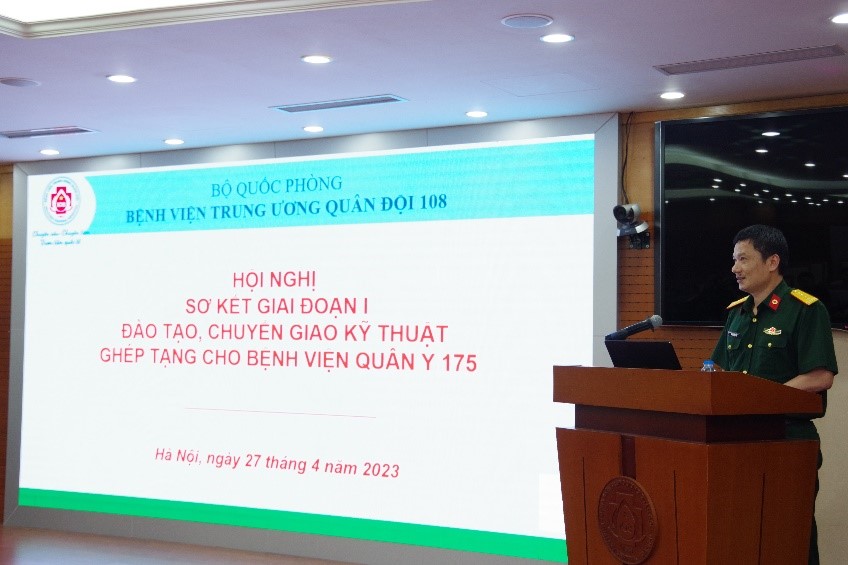 BỘ QUỐC PHÒNG
BỆNH VIỆN TRUNG ƯƠNG QUÂN ĐỘI 108
HỘI NGHỊ
SƠ KẾT GIAI ĐOẠN I
ĐÀO TẠO, CHUYỂN GIAO KỸ THUẬT
GHÉP TẠNG CHO BỆNH VIỆN QUÂN Y 175
Hà Nội, ngày 27 tháng 4 năm 2023